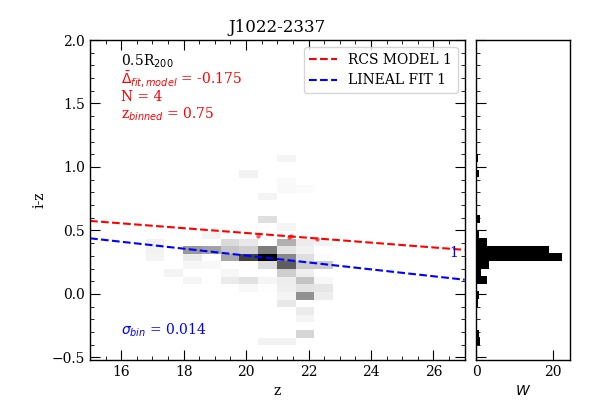 J1022-2337
0.5R200
Δ̄fit,model = -0.175
N = 4
zbinned = 0.75
RCS MODEL 1
LINEAL FIT 1
1
σbin = 0.014
i-z
2.0
1.5
1.0
0.5
0.0
−0.5
16 18 20 22 24 26
z
0 20
W